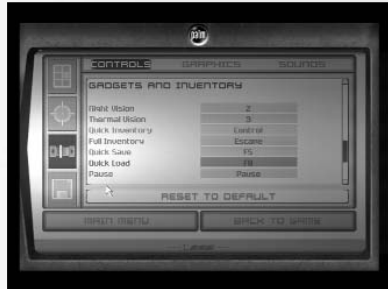 palm
CONTROLS GRAPHICS SOUNDS
GADGETS AND INVENTORY
Night Vision 2
Thermal Vision 3
Quick Inventory Control
Full Inventory Escape
Quick Save F5
Quick Load F8
Pause Pause
RESET TO DEFAULT
MAIN MENU BACK TO GAME